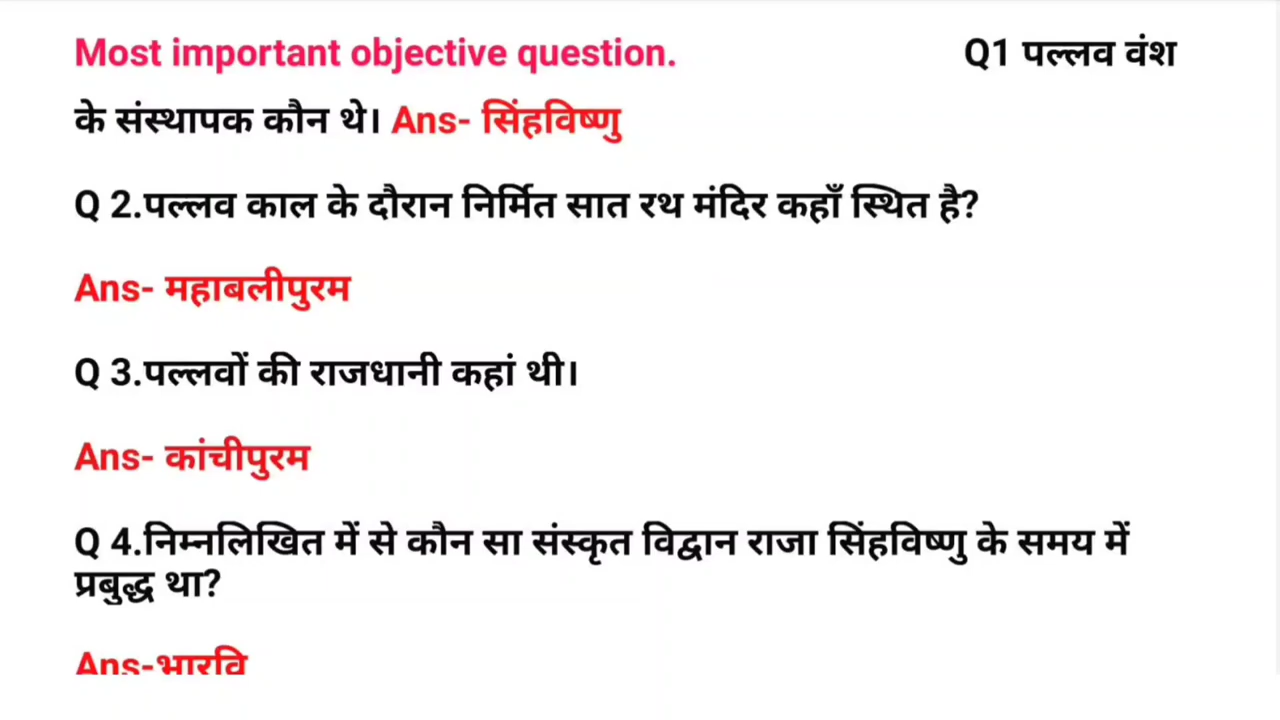 Most important objective question. Q1 पल्लव वंश
के संस्थापक कौन थे। Ans- सिंहविष्णु
Q 2.पल्लव काल के दौरान निर्मित सात रथ मंदिर कहाँ स्थित है?
Ans- महाबलीपुरम
Q 3.पल्लवों की राजधानी कहां थी।
Ans- कांचीपुरम
Q 4.निम्नलिखित में से कौन सा संस्कृत विद्वान राजा सिंहविष्णु के समय में
प्रबुद्ध था?
Ans-भारवि